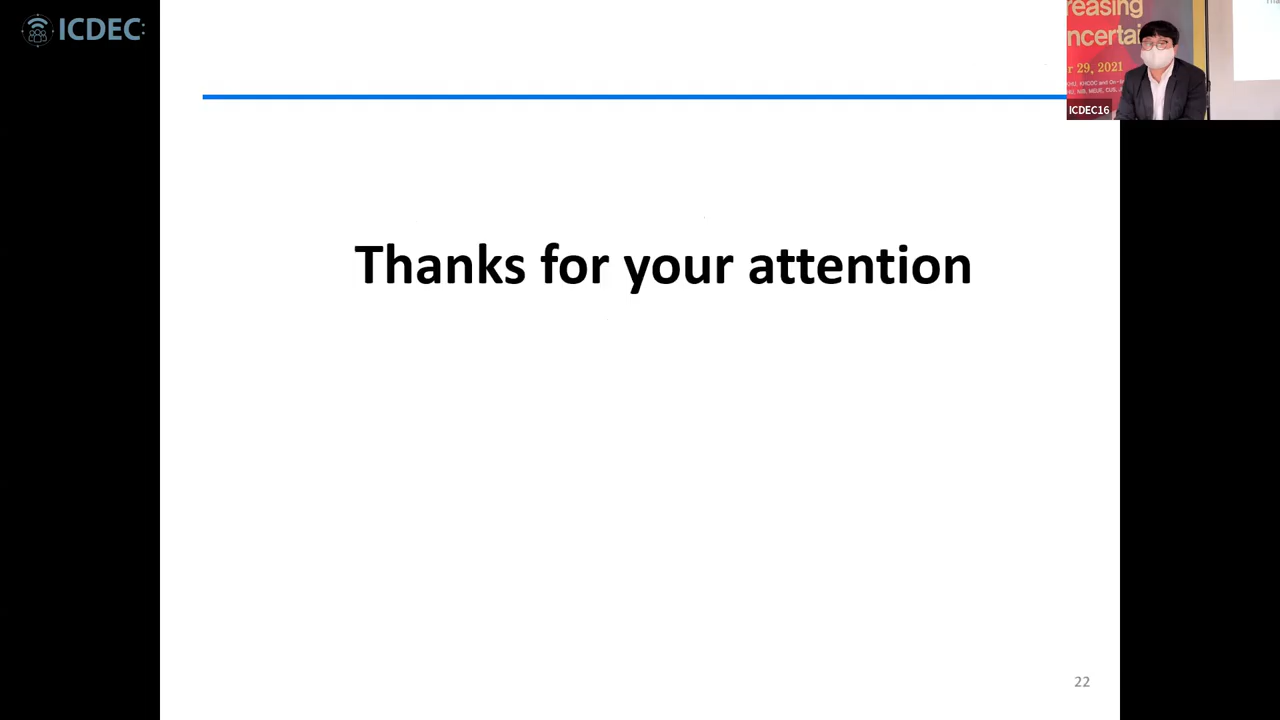 ICDEC
Thanks for your attention
22
reasing
ncertai
r 29, 2021
ICDEC16